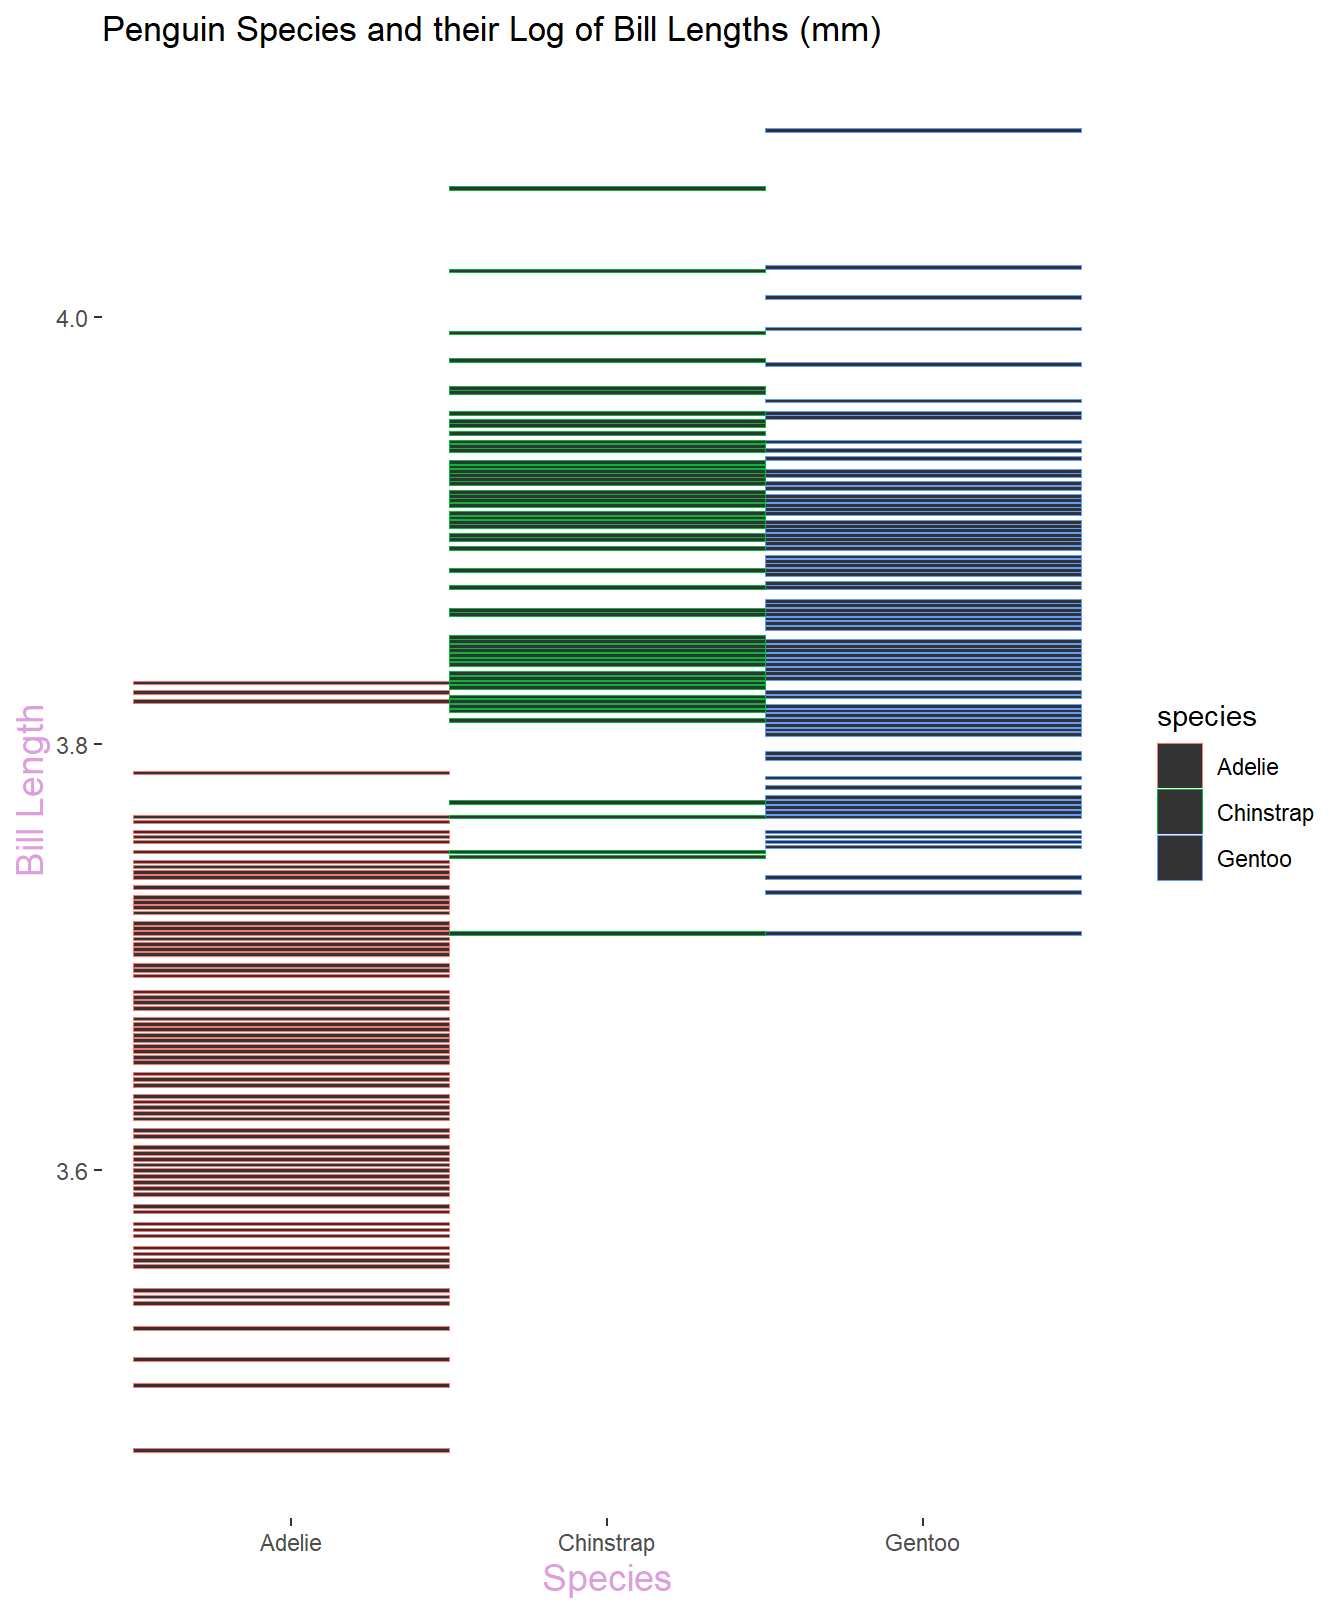 Penguin Species and their Log of Bill Lengths (mm)
4.0
3.8
3.6
Bill Length
Adelie
Chinstrap
Gentoo
Species
species
Adelie
Chinstrap
Gentoo